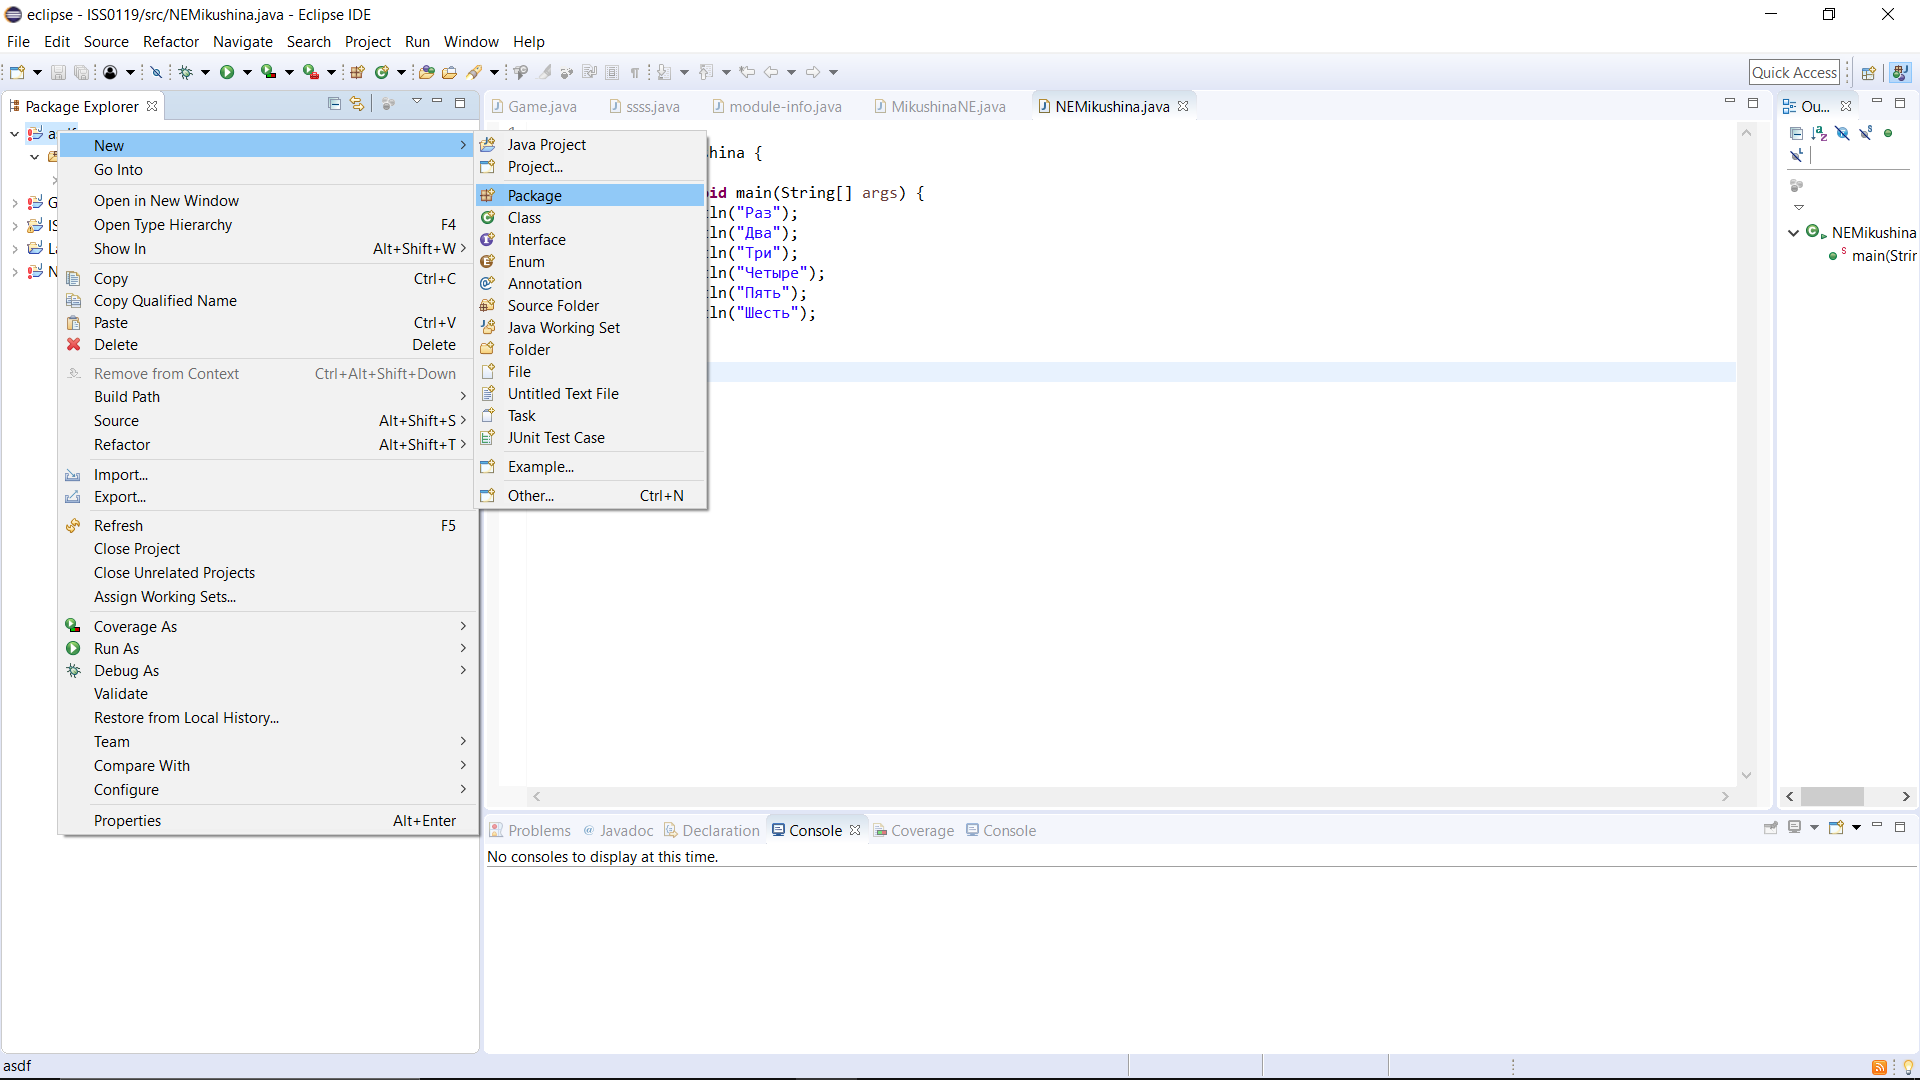 eclipse - ISS0119/src/NEMikushina.java - Eclipse IDE
File Edit Source Refactor Navigate Search Project Run Window Help
Quick Access
Package Explorer
Game.java ssss.java module-info.java MikushinaNE.java NEMikushina.java
Ou...
New
Go Into
Open in New Window
Open Type Hierarchy F4
Show In Alt+Shift+W
Copy Ctrl+C
Copy Qualified Name
Paste Ctrl+V
Delete Delete
Remove from Context Ctrl+Alt+Shift+Down
Build Path
Source Alt+Shift+S
Refactor Alt+Shift+T
Import...
Export...
Refresh F5
Close Project
Close Unrelated Projects
Assign Working Sets...
Coverage As
Run As
Debug As
Validate
Restore from Local History...
Team
Compare With
Configure
Properties Alt+Enter
Java Project
Project...
Package
Class
Interface
Enum
Annotation
Source Folder
Java Working Set
Folder
File
Untitled Text File
Task
JUnit Test Case
Example...
Other... Ctrl+N
hina {
id main(String[] args) {
ln("Раз");
ln("Два");
ln("Три");
ln("Четыре");
ln("Пять");
ln("Шесть");
NEMikushina
main(Strir
Problems Javadoc Declaration Console Coverage Console
No consoles to display at this time.
asdf